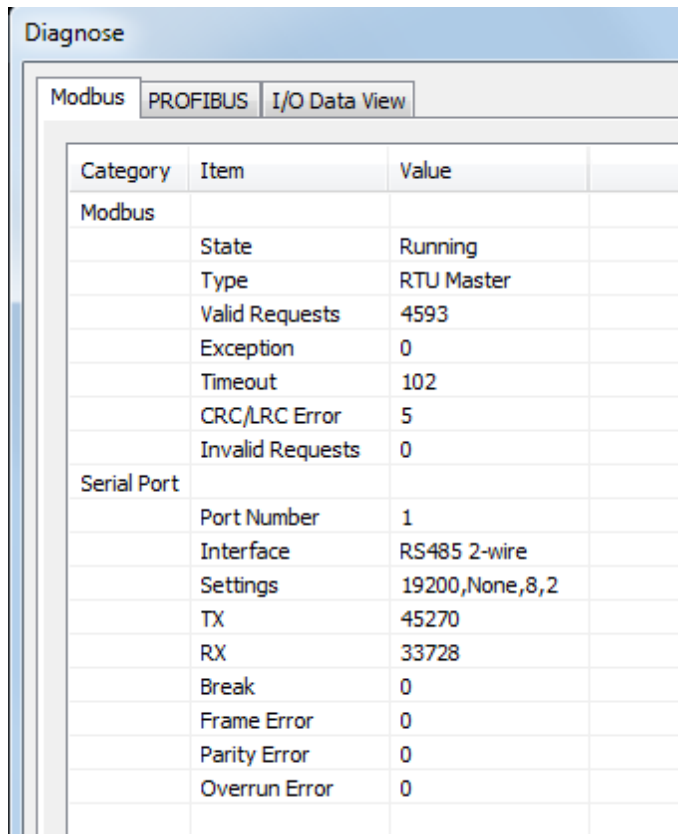 Diagnose
Modbus PROFIBUS I/O Data View
Category Item Value
Modbus
State Running
Type RTU Master
Valid Requests 4593
Exception 0
Timeout 102
CRC/LRC Error 5
Invalid Requests 0
Serial Port
Port Number 1
Interface RS485 2-wire
Settings 19200,None,8,2
TX 45270
RX 33728
Break 0
Frame Error 0
Parity Error 0
Overrun Error 0